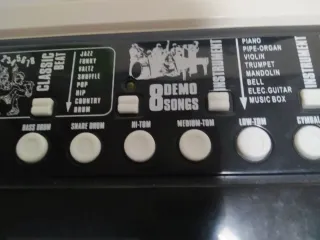 CLASSIC
BEAT
JAZZ
FUNKY
WALTZ
SHUFFLE
POP
HIP
COUNTRY
DRUM
8 DEMO
SONGS
INSTRUMENT
PIANO
PIPE-ORGAN
VIOLIN
TRUMPET
MANDOLIN
BELL
ELEC.GUITAR
MUSIC BOX
INSTRUMENT
BASS DRUM
SNARE DRUM
HI-TOM
MEDIUM-TOM
LOW-TOM
CYMBAL